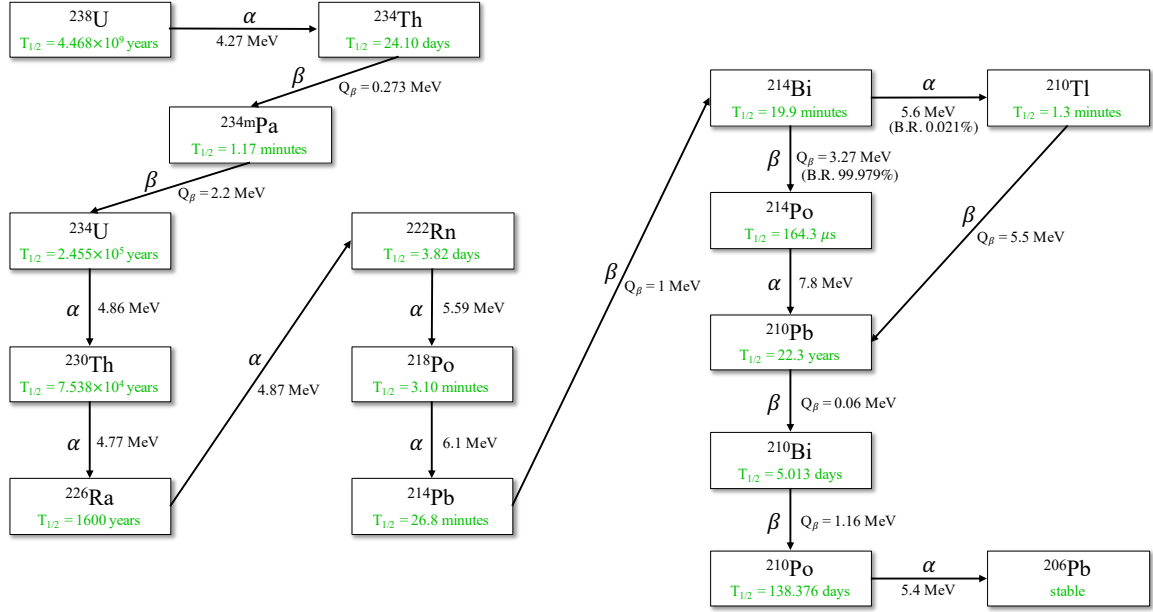 ²³⁸U
T₁/₂ = 4.468×10⁹ years
α
4.27 MeV
²³⁴Th
T₁/₂ = 24.10 days
β
Qᵦ = 0.273 MeV
²³⁴ᵐPa
T₁/₂ = 1.17 minutes
β
Qᵦ = 2.2 MeV
²³⁴U
T₁/₂ = 2.455×10⁵ years
α
4.86 MeV
²³⁰Th
T₁/₂ = 7.538×10⁴ years
α
4.77 MeV
²²⁶Ra
T₁/₂ = 1600 years
α
4.87 MeV
²²²Rn
T₁/₂ = 3.82 days
α
5.59 MeV
²¹⁸Po
T₁/₂ = 3.10 minutes
α
6.1 MeV
²¹⁴Pb
T₁/₂ = 26.8 minutes
β
Qᵦ = 1 MeV
²¹⁴Bi
T₁/₂ = 19.9 minutes
α
5.6 MeV
(B.R. 0.021%)
²¹⁰Tl
T₁/₂ = 1.3 minutes
β
Qᵦ = 3.27 MeV
(B.R. 99.979%)
²¹⁴Po
T₁/₂ = 164.3 μs
β
Qᵦ = 5.5 MeV
α
7.8 MeV
²¹⁰Pb
T₁/₂ = 22.3 years
β
Qᵦ = 0.06 MeV
²¹⁰Bi
T₁/₂ = 5.013 days
β
Qᵦ = 1.16 MeV
²¹⁰Po
T₁/₂ = 138.376 days
α
5.4 MeV
²⁰⁶Pb
stable